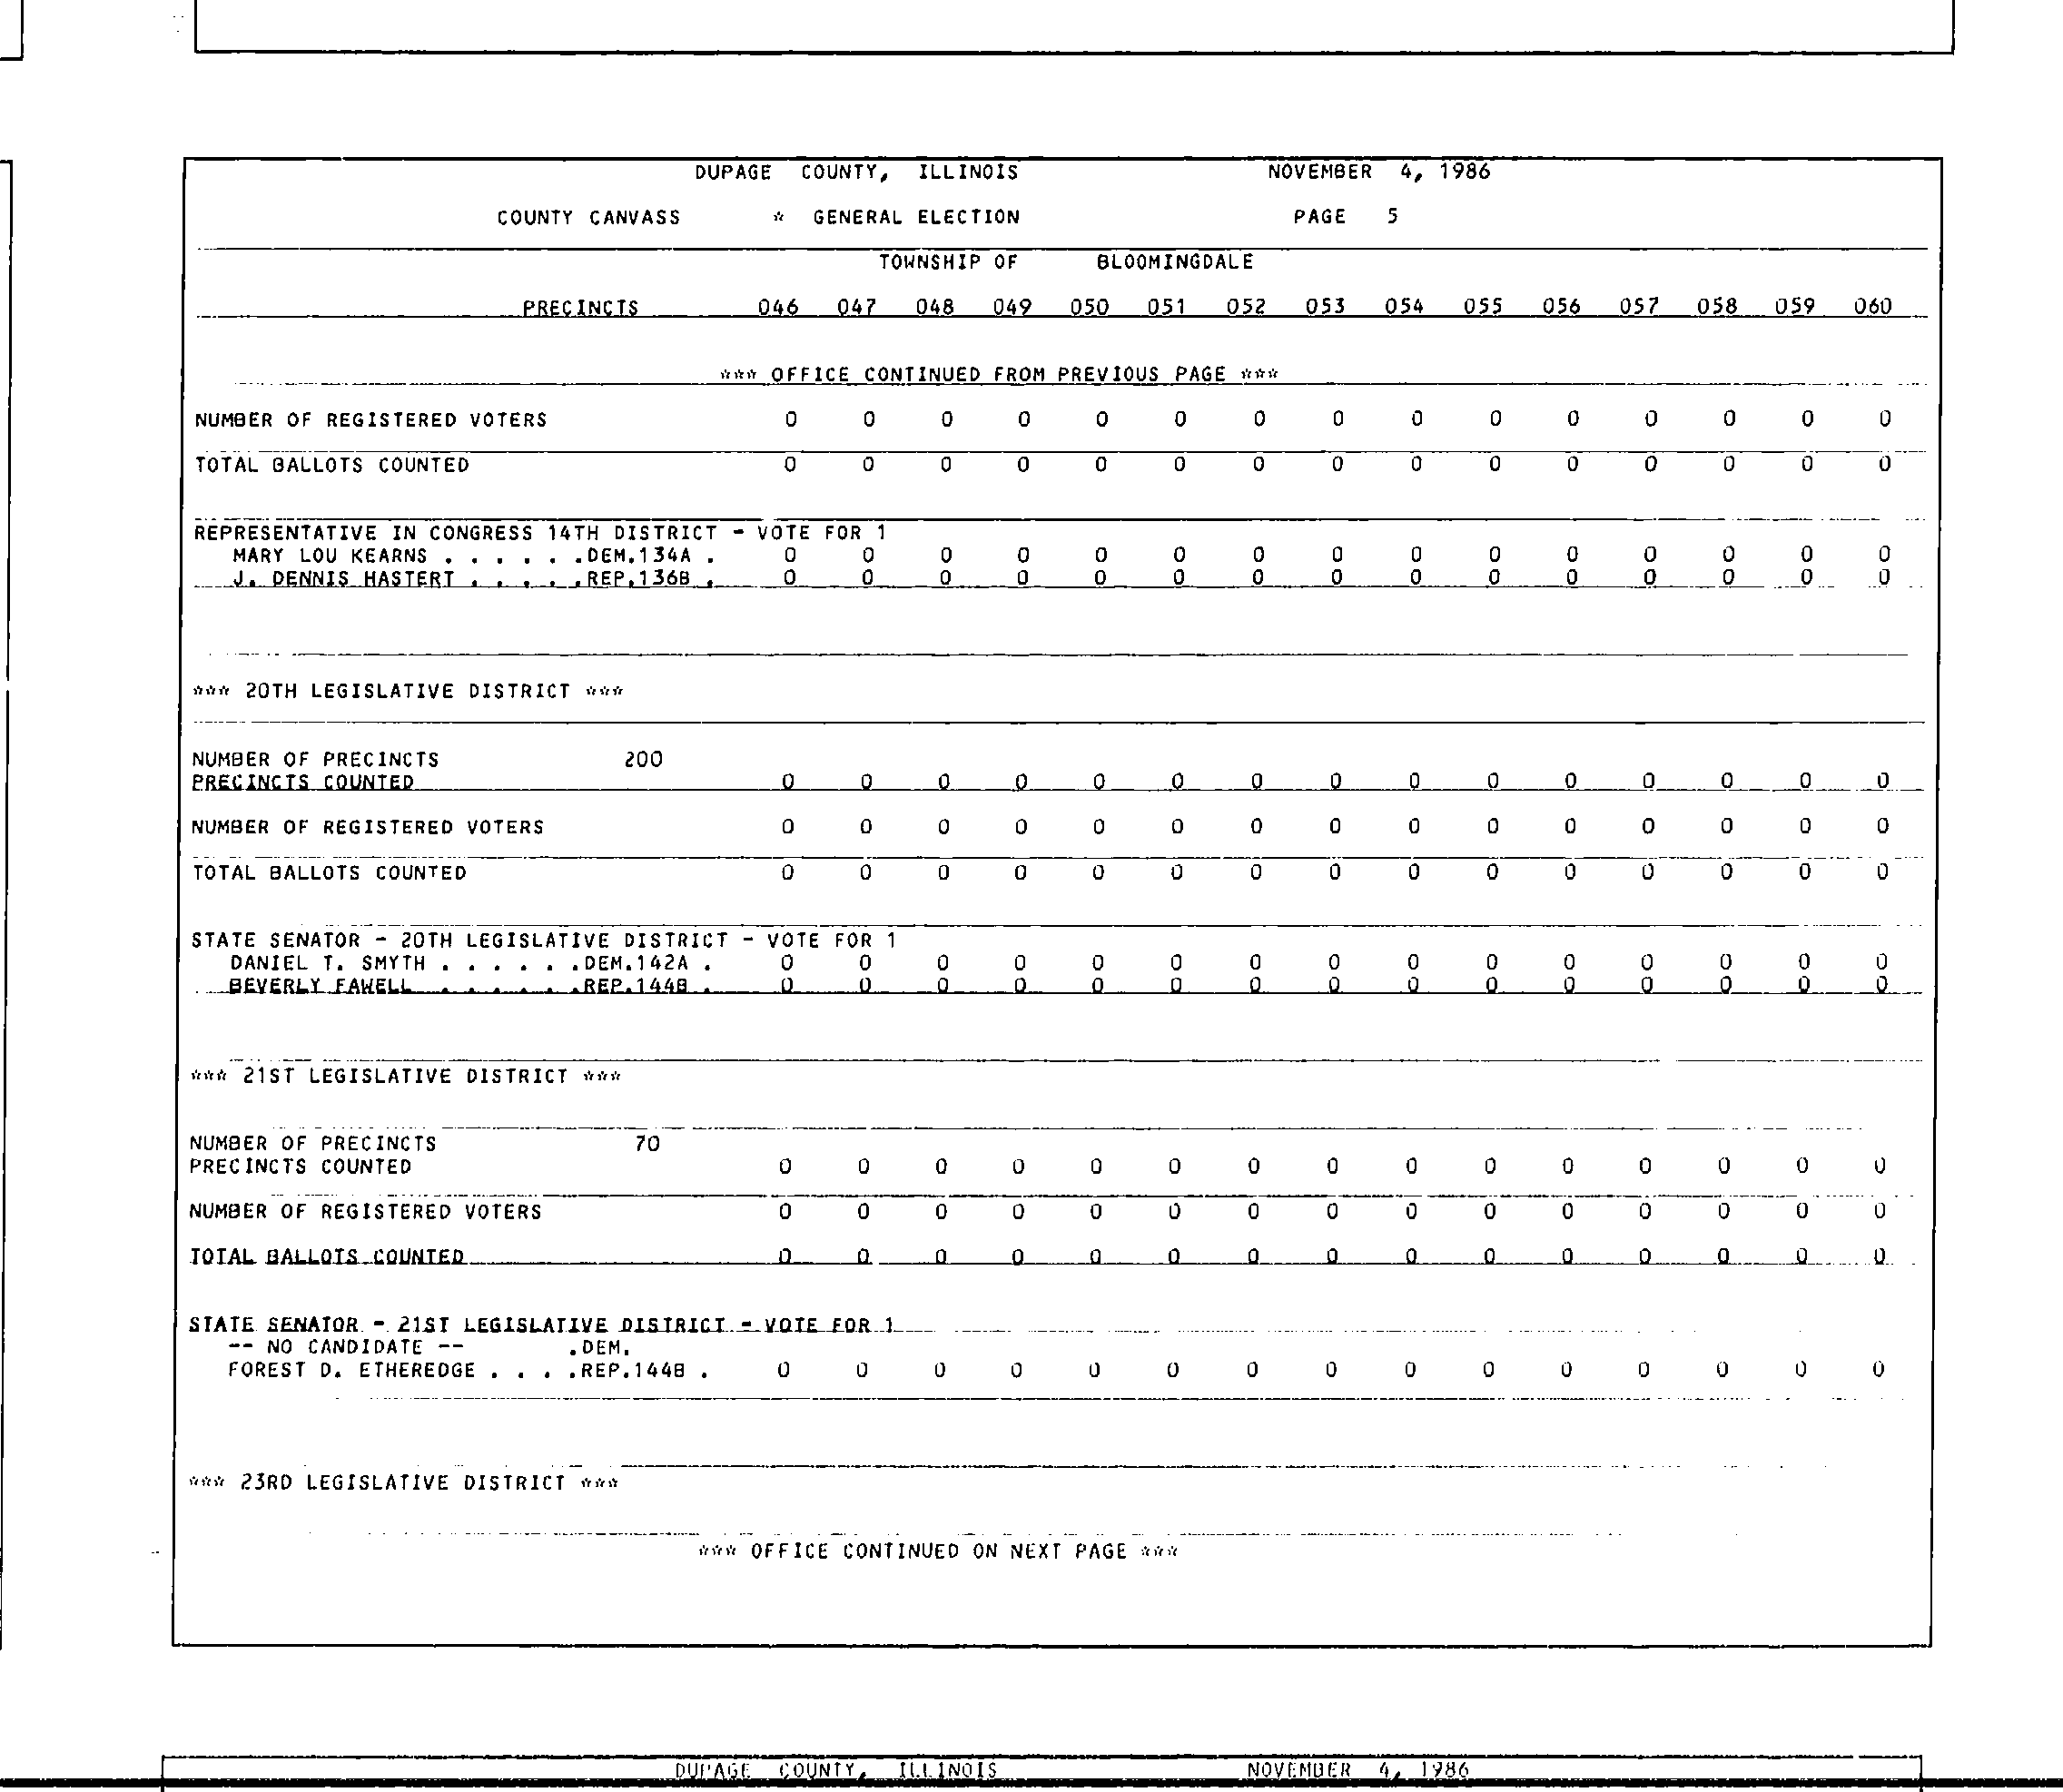 DUPAGE COUNTY, ILLINOIS NOVEMBER 4, 1986
COUNTY CANVASS * GENERAL ELECTION PAGE 5
TOWNSHIP OF BLOOMINGDALE
PRECINCTS 046 047 048 049 050 051 052 053 054 055 056 057 058 059 060
*** OFFICE CONTINUED FROM PREVIOUS PAGE ***
NUMBER OF REGISTERED VOTERS 0 0 0 0 0 0 0 0 0 0 0 0 0 0 0
TOTAL BALLOTS COUNTED 0 0 0 0 0 0 0 0 0 0 0 0 0 0 0
REPRESENTATIVE IN CONGRESS 14TH DISTRICT - VOTE FOR 1
MARY LOU KEARNS . . . . . .DEM.134A . 0 0 0 0 0 0 0 0 0 0 0 0 0 0 0
J. DENNIS HASTERT . . . . .REP.136B . 0 0 0 0 0 0 0 0 0 0 0 0 0 0 0
*** 20TH LEGISLATIVE DISTRICT ***
NUMBER OF PRECINCTS 200
PRECINCTS COUNTED 0 0 0 0 0 0 0 0 0 0 0 0 0 0 0
NUMBER OF REGISTERED VOTERS 0 0 0 0 0 0 0 0 0 0 0 0 0 0 0
TOTAL BALLOTS COUNTED 0 0 0 0 0 0 0 0 0 0 0 0 0 0 0
STATE SENATOR - 20TH LEGISLATIVE DISTRICT - VOTE FOR 1
DANIEL T. SMYTH . . . . . .DEM.142A . 0 0 0 0 0 0 0 0 0 0 0 0 0 0 0
BEVERLY FAWELL . . . . . .REP.144B . 0 0 0 0 0 0 0 0 0 0 0 0 0 0 0
*** 21ST LEGISLATIVE DISTRICT ***
NUMBER OF PRECINCTS 70
PRECINCTS COUNTED 0 0 0 0 0 0 0 0 0 0 0 0 0 0 0
NUMBER OF REGISTERED VOTERS 0 0 0 0 0 0 0 0 0 0 0 0 0 0 0
TOTAL BALLOTS COUNTED 0 0 0 0 0 0 0 0 0 0 0 0 0 0 0
STATE SENATOR - 21ST LEGISLATIVE DISTRICT - VOTE FOR 1
-- NO CANDIDATE -- .DEM.
FOREST D. ETHEREDGE . . . .REP.144B . 0 0 0 0 0 0 0 0 0 0 0 0 0 0 0
*** 23RD LEGISLATIVE DISTRICT ***
*** OFFICE CONTINUED ON NEXT PAGE ***
DUPAGE COUNTY, ILLINOIS NOVEMBER 4, 1986